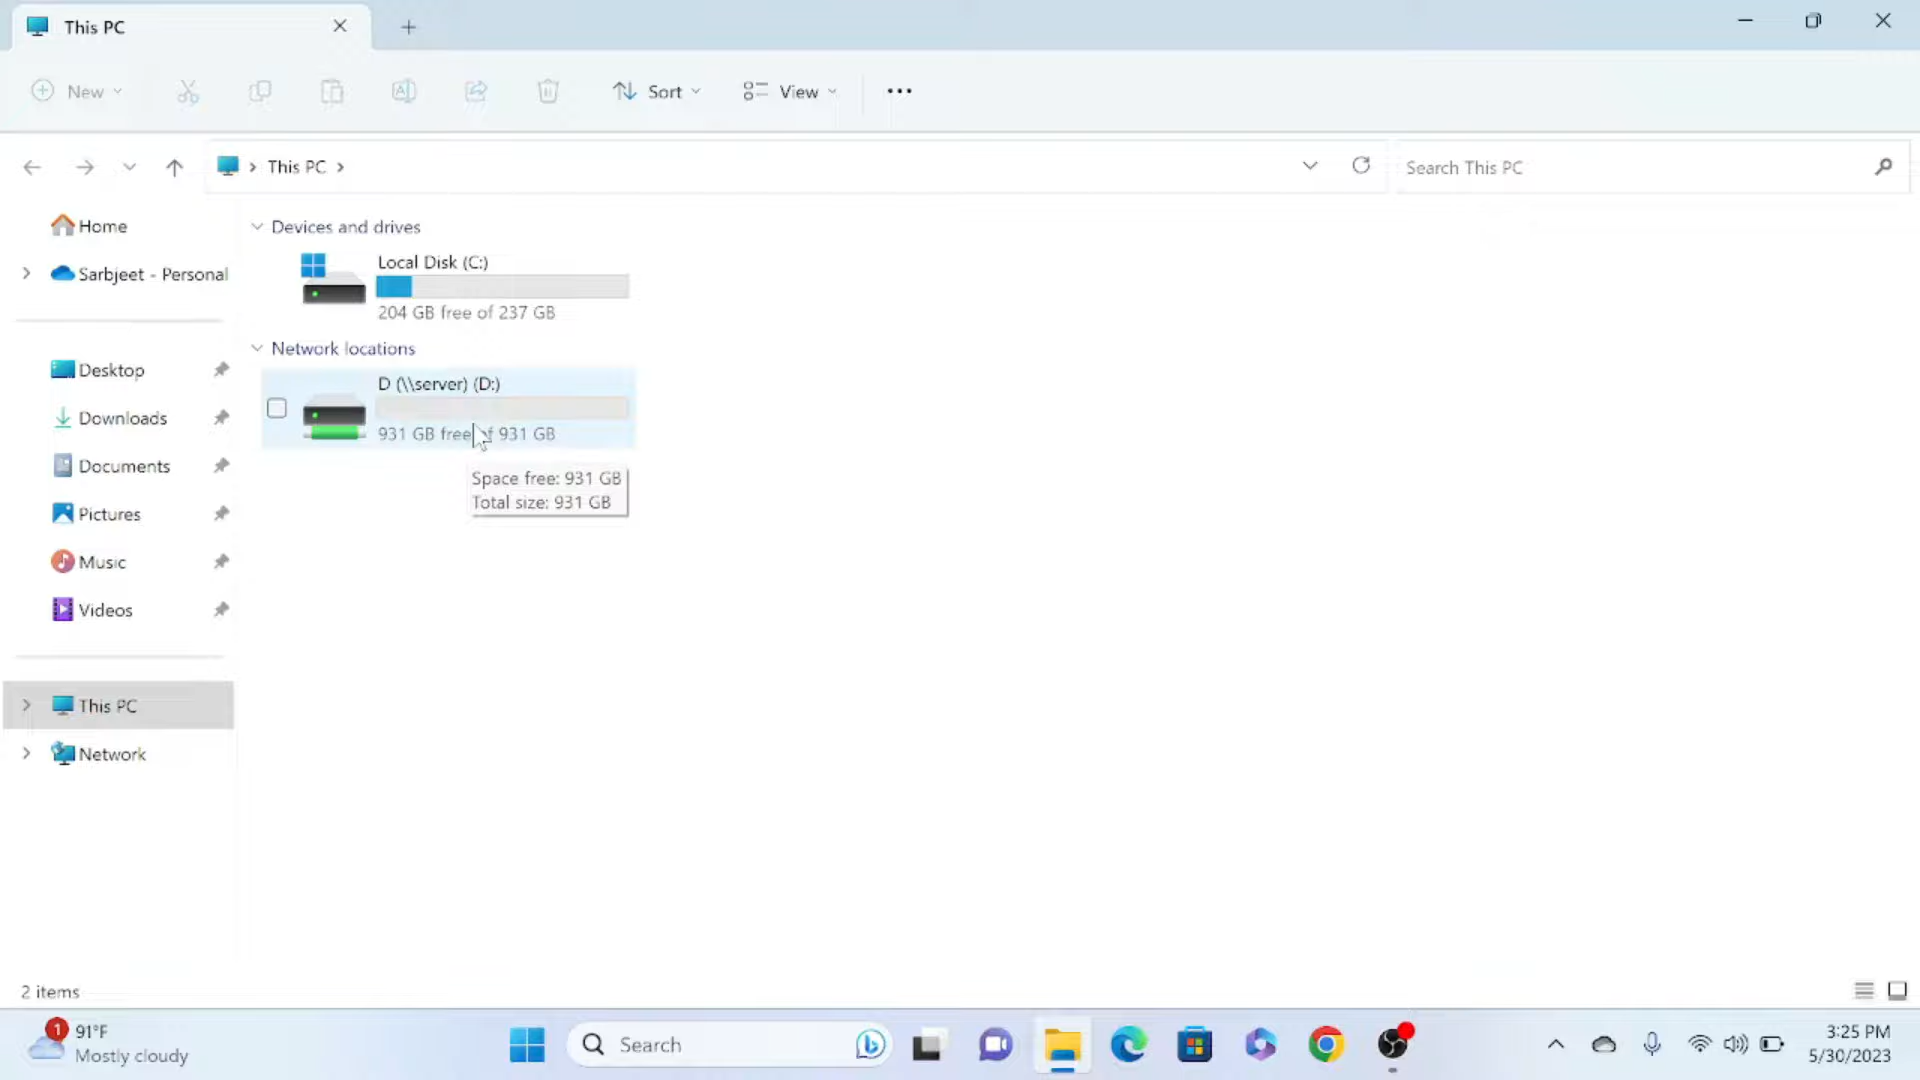 This PC
New
Sort
View
This PC
Search This PC
Home
Sarbjeet - Personal
Desktop
Downloads
Documents
Pictures
Music
Videos
This PC
Network
Devices and drives
Local Disk (C:)
204 GB free of 237 GB
Network locations
D (\\server) (D:)
931 GB free of 931 GB
Space free: 931 GB
Total size: 931 GB
2 items
1
91°F
Mostly cloudy
Search
3:25 PM
5/30/2023